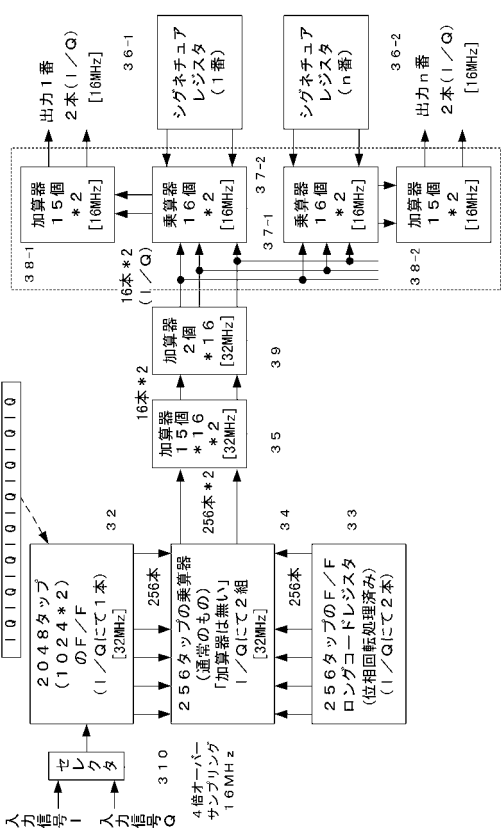 入力信号I
入力信号Q
セレクタ
310
4倍オーバー
サンプリング
16MHz
IQIQIQIQIQIQIQ
2048タップ
(1024*2)
のF/F
(I/Qにて1本)
[32MHz]
32
256本
256タップの乗算器
(通常のもの)
「加算器は無い」
I/Qにて2組
[32MHz]
34
256本
256タップのF/F
ロングコードレジスタ
(位相回転処理済み)
(I/Qにて2本)
33
256本*2
加算器
15個
*16
*2
[32MHz]
35
16本*2
加算器
2個
*16
[32MHz]
39
16本*2
(I/Q)
38-1
加算器
15個
*2
[16MHz]
出力1番
2本(I/Q)
[16MHz]
乗算器
16個
*2
[16MHz]
37-1
37-2
シグネチュア
レジスタ
(1番)
36-1
乗算器
16個
*2
[16MHz]
シグネチュア
レジスタ
(n番)
36-2
38-2
加算器
15個
*2
[16MHz]
出力n番
2本(I/Q)
[16MHz]